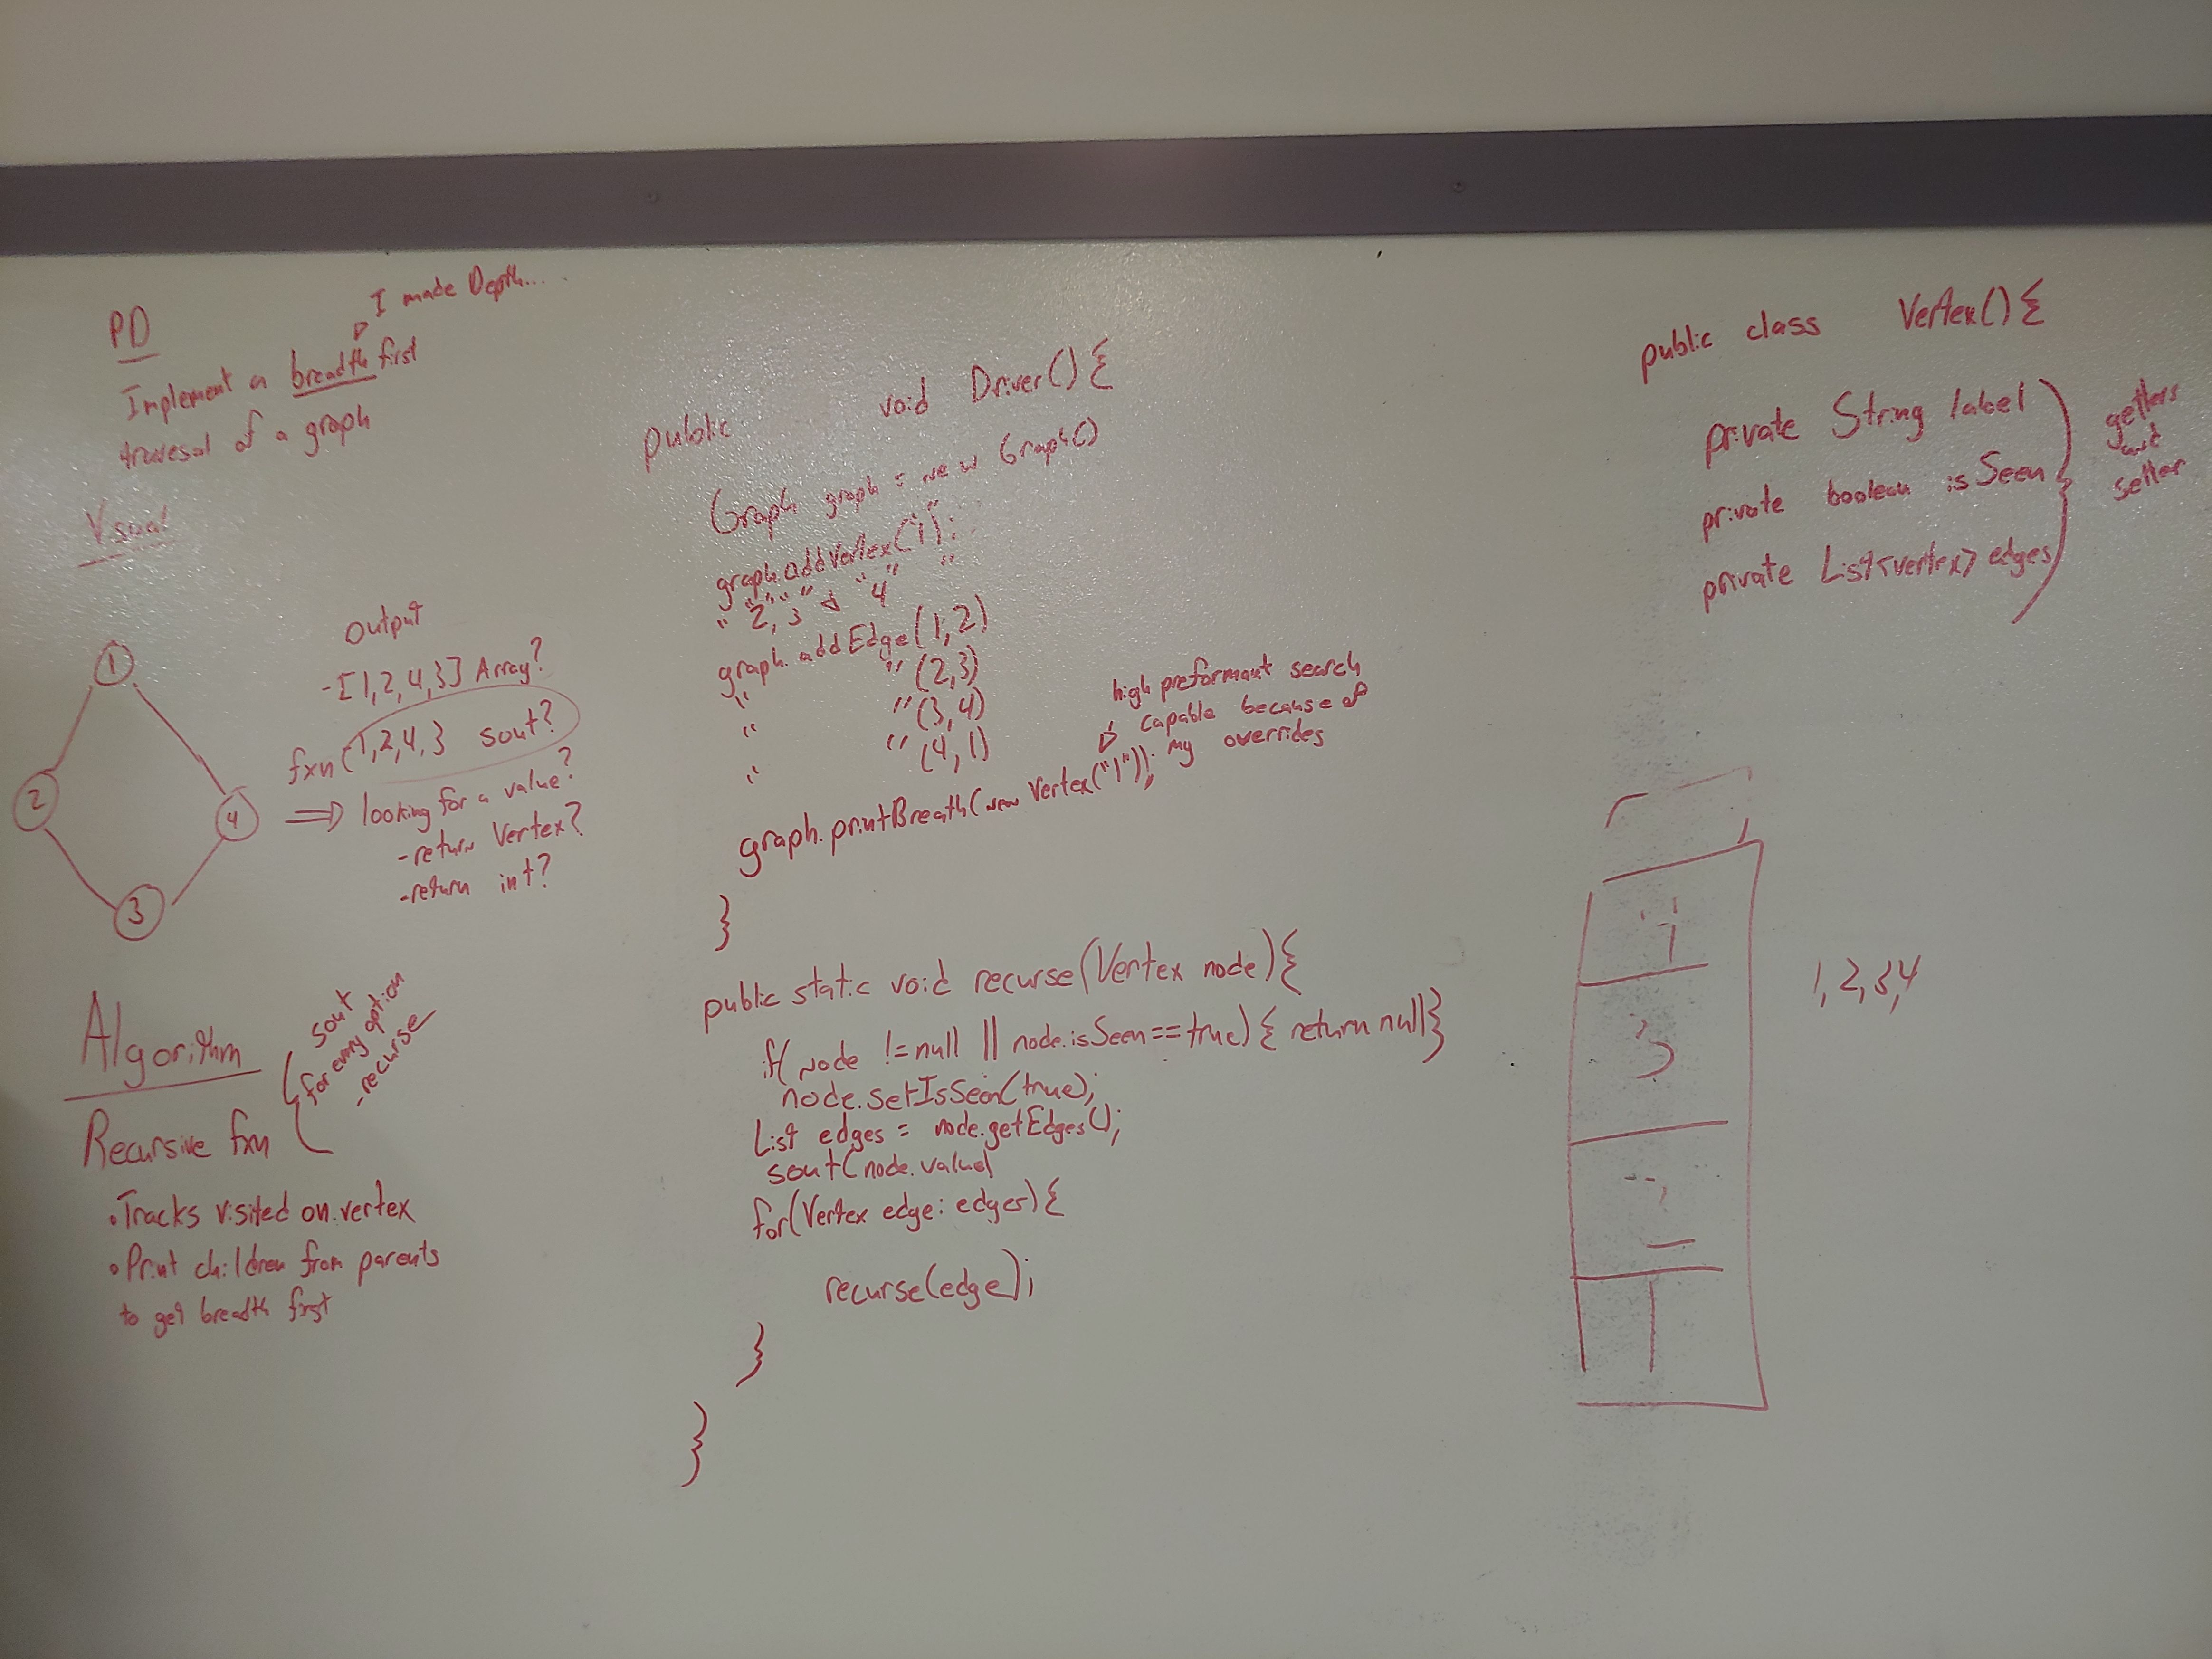 PD
I made Depth...
Implement a breadth first
traversal of a graph
Visual
1
2
4
3
Output
- [1,2,4,3] Array?
fxn (1,2,4,3 sout?
=> looking for a value?
- return Vertex?
- return int?
Algorithm
Recursive fxn
sout
for every option
- recurse
• Tracks visited on vertex
• Print children from parents
to get breadth first
public void Driver() {
Graph graph = new Graph()
graph.addVertex("1");
" "2", "3" & "4" "
graph.addEdge(1,2)
" " (2,3)
" " (3,4)
" " (4,1)
graph.printBreath(new Vertex("1"));
high preformant search
capable because of
my overrides
}
public static void recurse(Vertex node) {
if( node != null || node.isSeen == true) { return null}
node.setIsSeen(true);
List edges = node.getEdges();
sout(node.value)
for(Vertex edge: edges) {
recurse(edge);
}
}
public class Vertex() {
private String label
private boolean isSeen
private List<vertex> edges
getters
and
setter
3
1
1,2,3,4